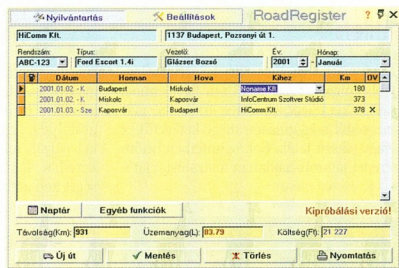 Nyilvántartás Beállítások RoadRegister ?
HiComm Kft. 1137 Budapest, Pozsonyi út 1.
Rendszám: Típus: Vezető: Év: Hónap:
ABC-123 Ford Escort 1.4i Glázser Bozsó 2001 - Január
Dátum Honnan Hova Kihez Km OV
2001.01.02. - K Budapest Miskolc Noname Kft. 180
2001.01.02. - K Miskolc Kaposvár InfoCentrum Szoftver Stúdió 373
2001.01.03. - Sze Kaposvár Budapest HiComm Kft. 378 X
Naptár Egyéb funkciók Kipróbálási verzió!
Távolság(Km): 931 Üzemanyag(L): 83.79 Költség(Ft): 21 227
Új út Mentés Törlés Nyomtatás